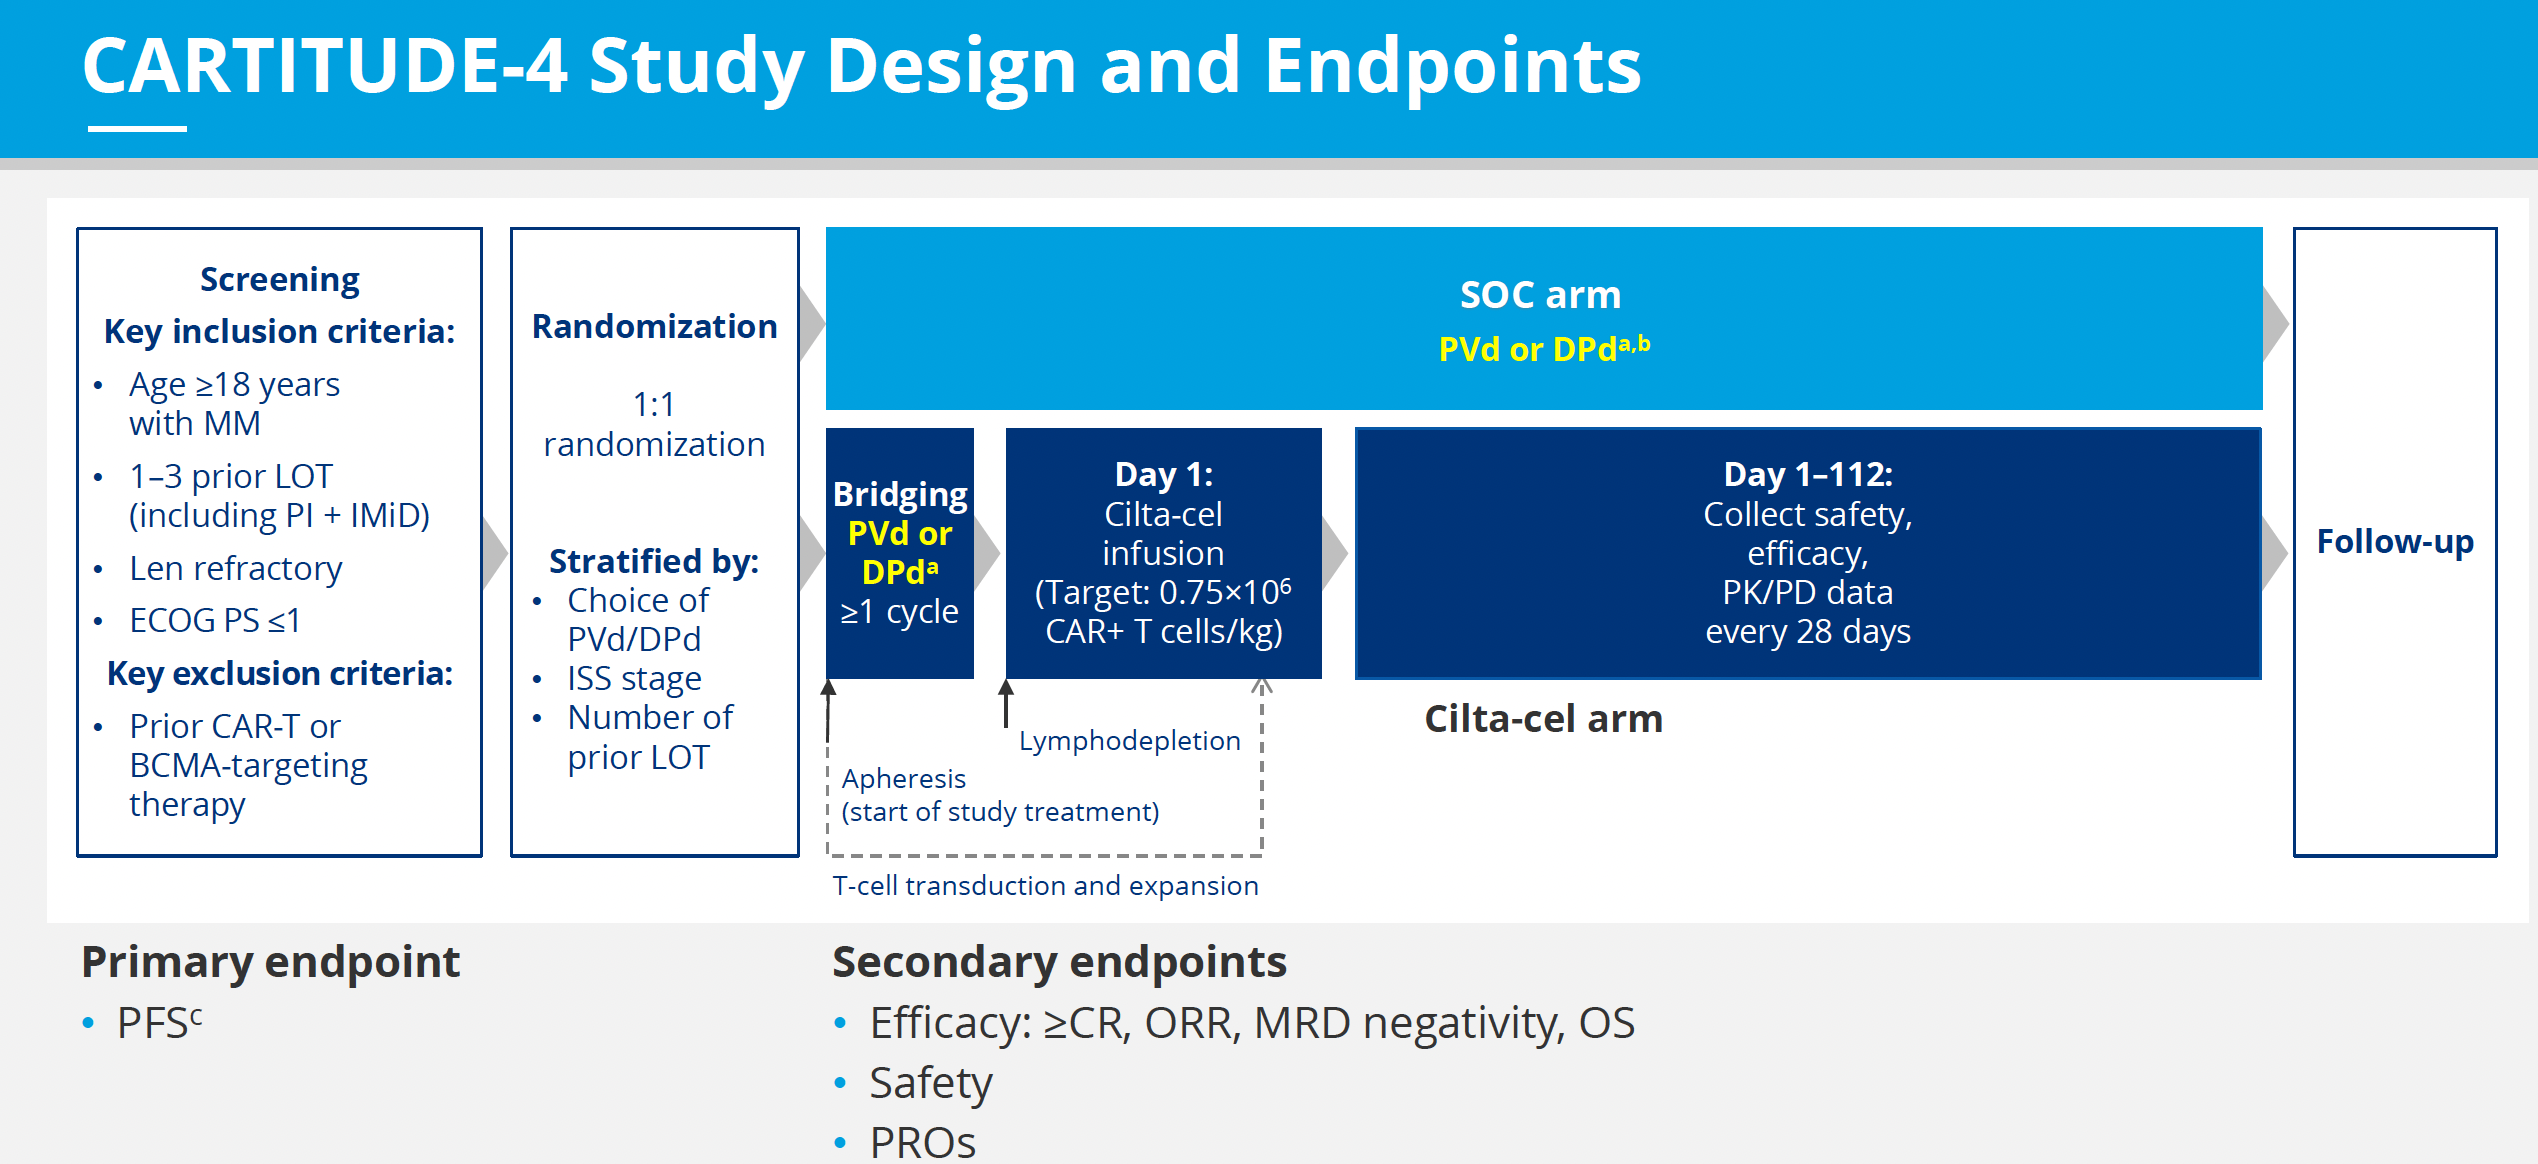 CARTITUDE-4 Study Design and Endpoints
Screening
Key inclusion criteria:
• Age ≥18 years
with MM
• 1–3 prior LOT
(including PI + IMiD)
• Len refractory
• ECOG PS ≤1
Key exclusion criteria:
• Prior CAR-T or
BCMA-targeting
therapy
Randomization
1:1
randomization
Stratified by:
• Choice of
PVd/DPd
• ISS stage
• Number of
prior LOT
SOC arm
PVd or DPdᵃ,ᵇ
Bridging
PVd or
DPdᵃ
≥1 cycle
Day 1:
Cilta-cel
infusion
(Target: 0.75×10⁶
CAR+ T cells/kg)
Day 1–112:
Collect safety,
efficacy,
PK/PD data
every 28 days
Follow-up
Cilta-cel arm
Lymphodepletion
Apheresis
(start of study treatment)
T-cell transduction and expansion
Primary endpoint
• PFSᶜ
Secondary endpoints
• Efficacy: ≥CR, ORR, MRD negativity, OS
• Safety
• PROs